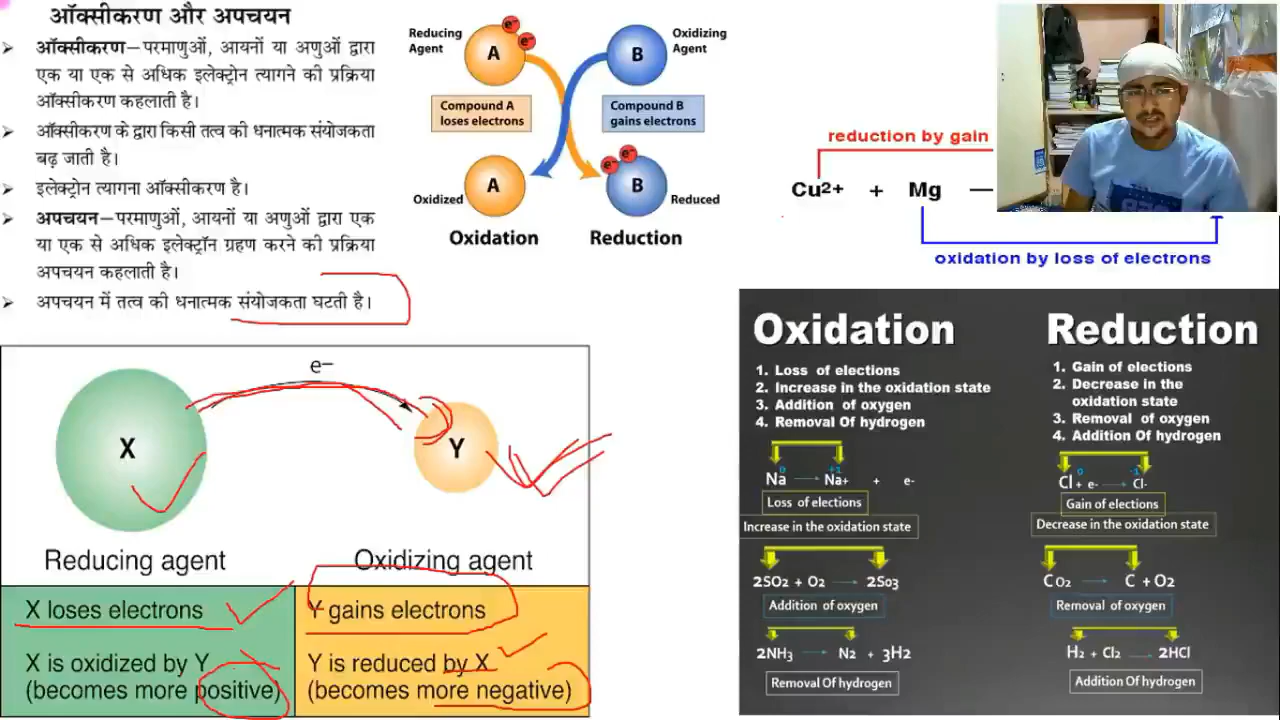 ऑक्सीकरण और अपचयन
➢ ऑक्सीकरण–परमाणुओं, आयनों या अणुओं द्वारा
एक या एक से अधिक इलेक्ट्रोन त्यागने की प्रक्रिया
ऑक्सीकरण कहलाती है।
➢ ऑक्सीकरण के द्वारा किसी तत्व की धनात्मक संयोजकता
बढ़ जाती है।
➢ इलेक्ट्रोन त्यागना ऑक्सीकरण है।
➢ अपचयन–परमाणुओं, आयनों या अणुओं द्वारा एक
या एक से अधिक इलेक्ट्रॉन ग्रहण करने की प्रक्रिया
अपचयन कहलाती है।
➢ अपचयन में तत्व की धनात्मक संयोजकता घटती है।
Reducing
Agent
A
e-
e-
B
Oxidizing
Agent
Compound A
loses electrons
Compound B
gains electrons
Oxidized
A
e-
e-
B
Reduced
Oxidation
Reduction
reduction by gain
Cu2+ + Mg —
oxidation by loss of electrons
e–
X
Y
Reducing agent
Oxidizing agent
X loses electrons
Y gains electrons
X is oxidized by Y
(becomes more positive)
Y is reduced by X
(becomes more negative)
Oxidation
1. Loss of elections
2. Increase in the oxidation state
3. Addition of oxygen
4. Removal Of hydrogen
0 +1
Na → Na+ + e-
Loss of elections
Increase in the oxidation state
2SO2 + O2 → 2So3
Addition of oxygen
2NH3 → N2 + 3H2
Removal Of hydrogen
Reduction
1. Gain of elections
2. Decrease in the
oxidation state
3. Removal of oxygen
4. Addition Of hydrogen
0 -1
Cl + e- → Cl-
Gain of elections
Decrease in the oxidation state
CO2 → C + O2
Removal of oxygen
H2 + Cl2 → 2HCl
Addition Of hydrogen